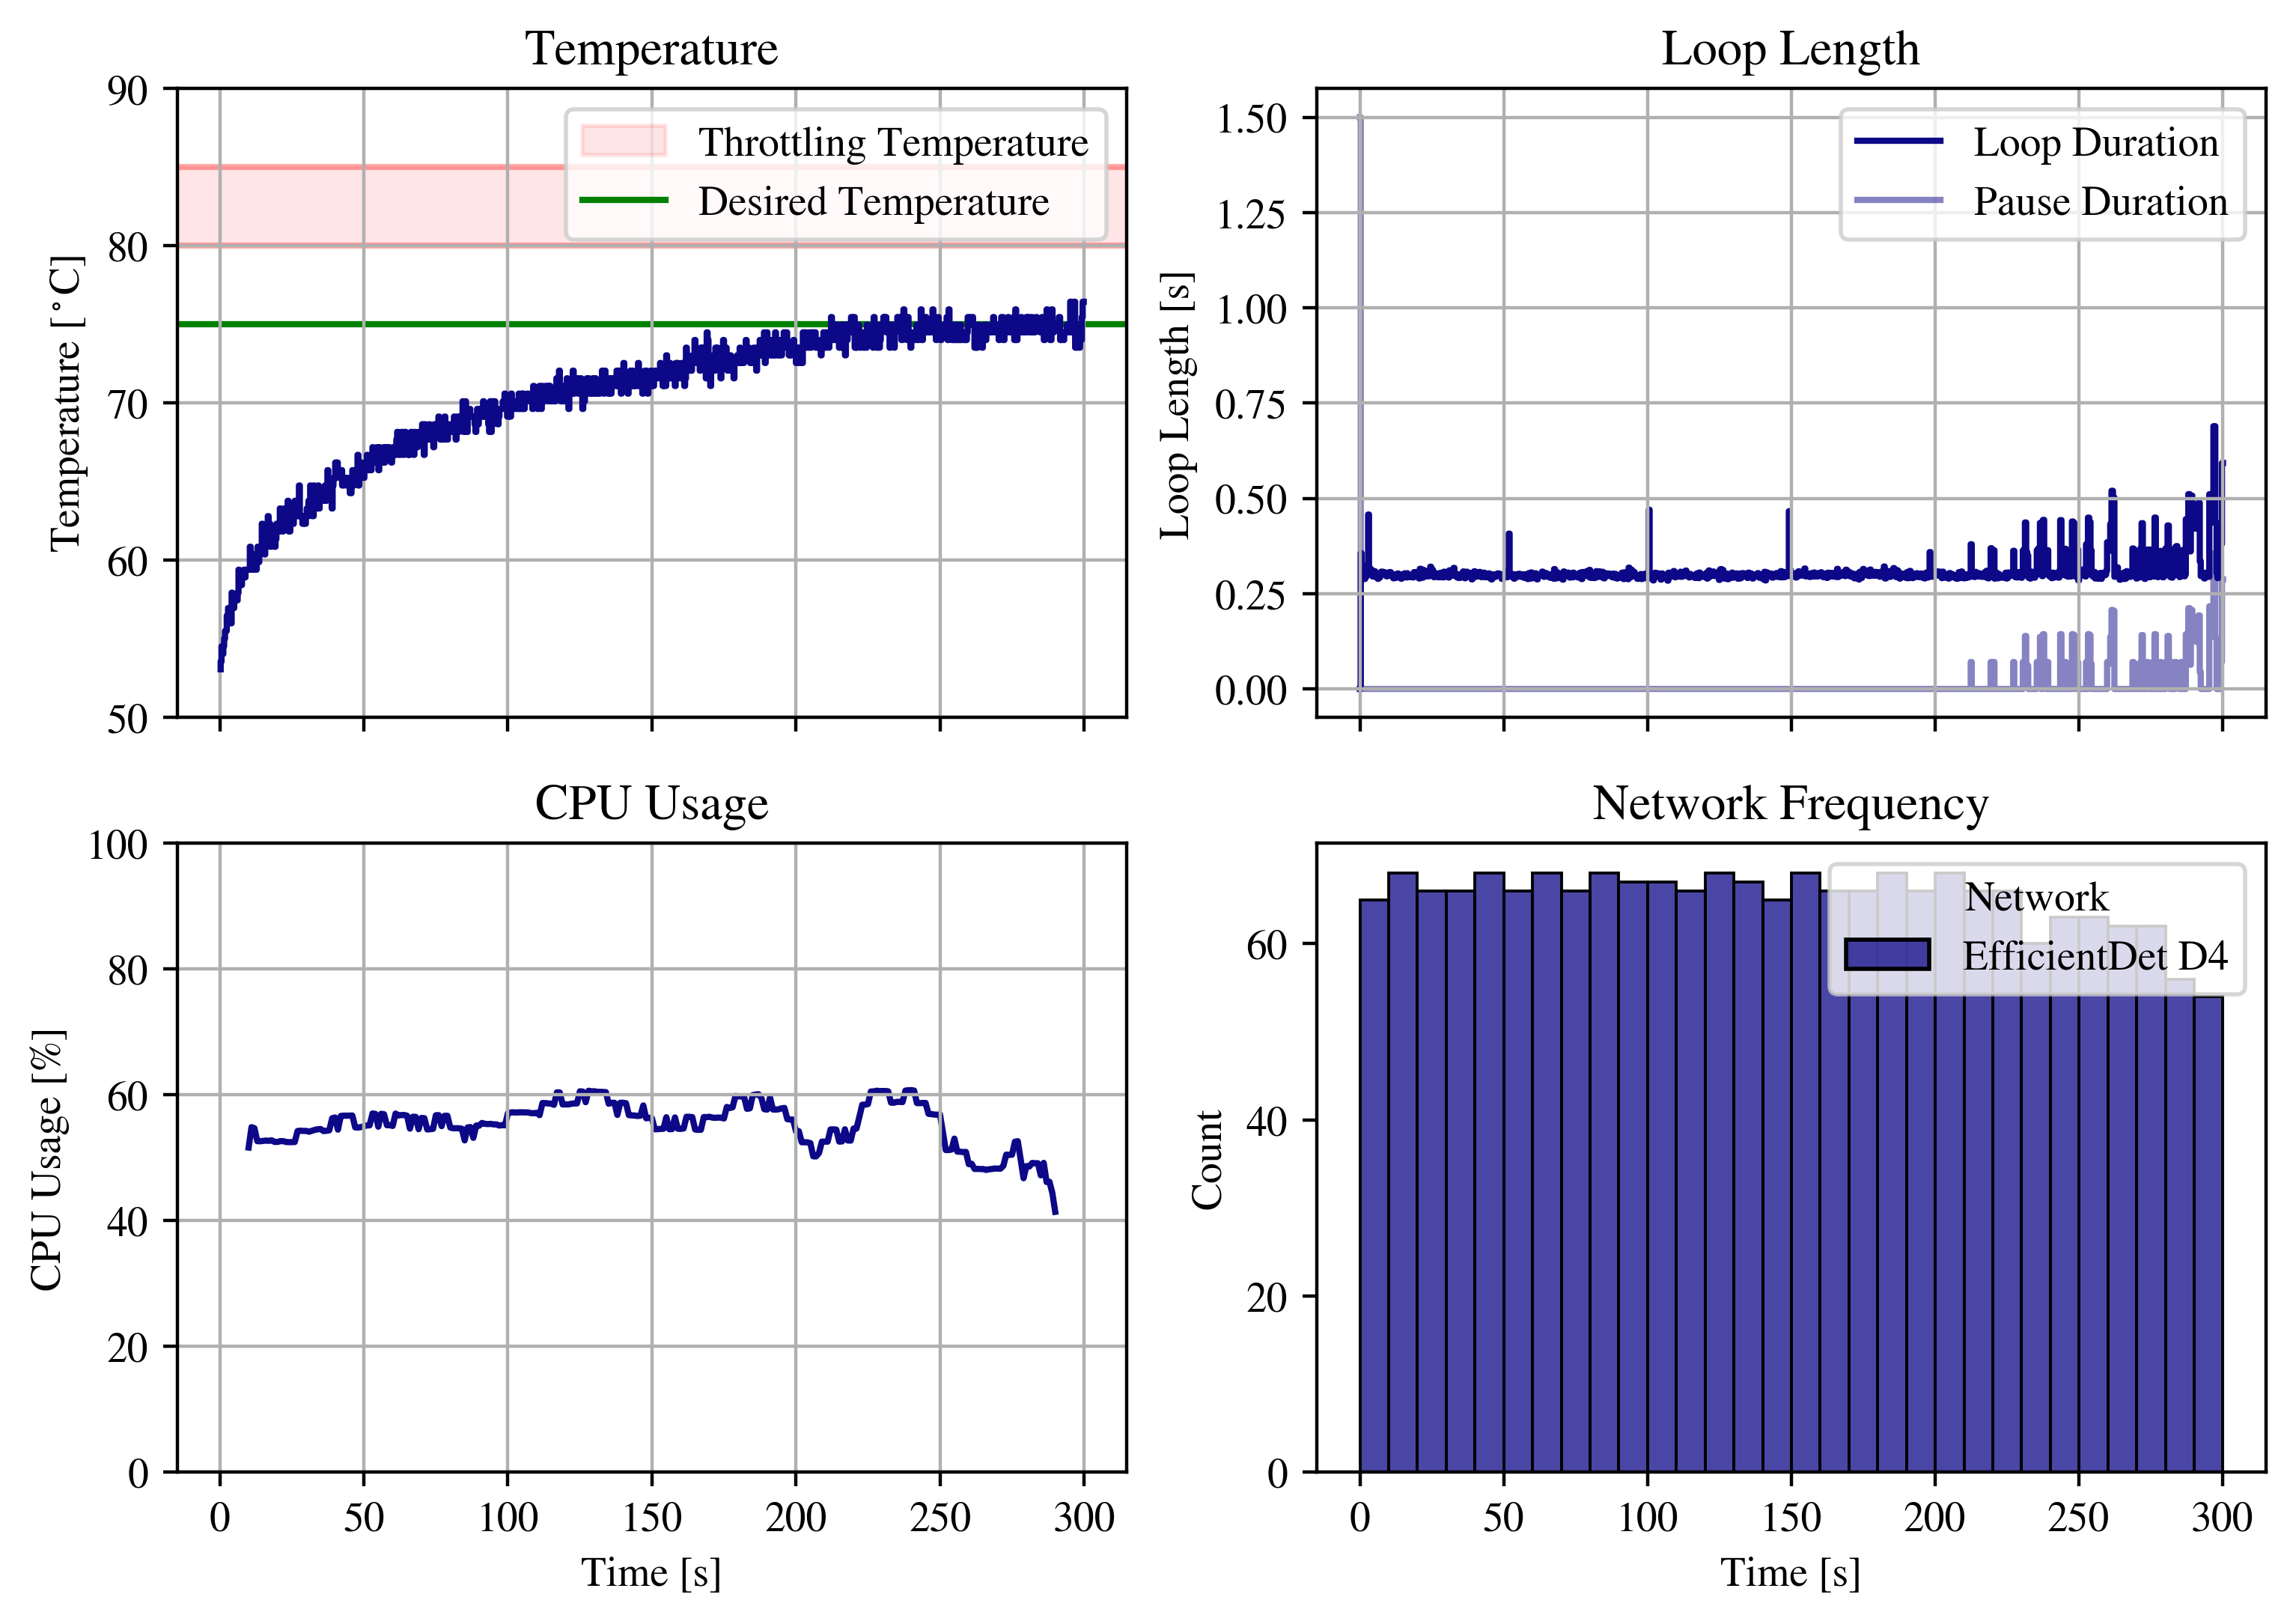 Temperature
90
80
70
60
50
Temperature [°C]
Throttling Temperature
Desired Temperature
Loop Length
1.50
1.25
1.00
0.75
0.50
0.25
0.00
Loop Length [s]
Loop Duration
Pause Duration
CPU Usage
100
80
60
40
20
0
CPU Usage [%]
0 50 100 150 200 250 300
Time [s]
Network Frequency
60
40
20
0
Count
Network
EfficientDet D4
0 50 100 150 200 250 300
Time [s]